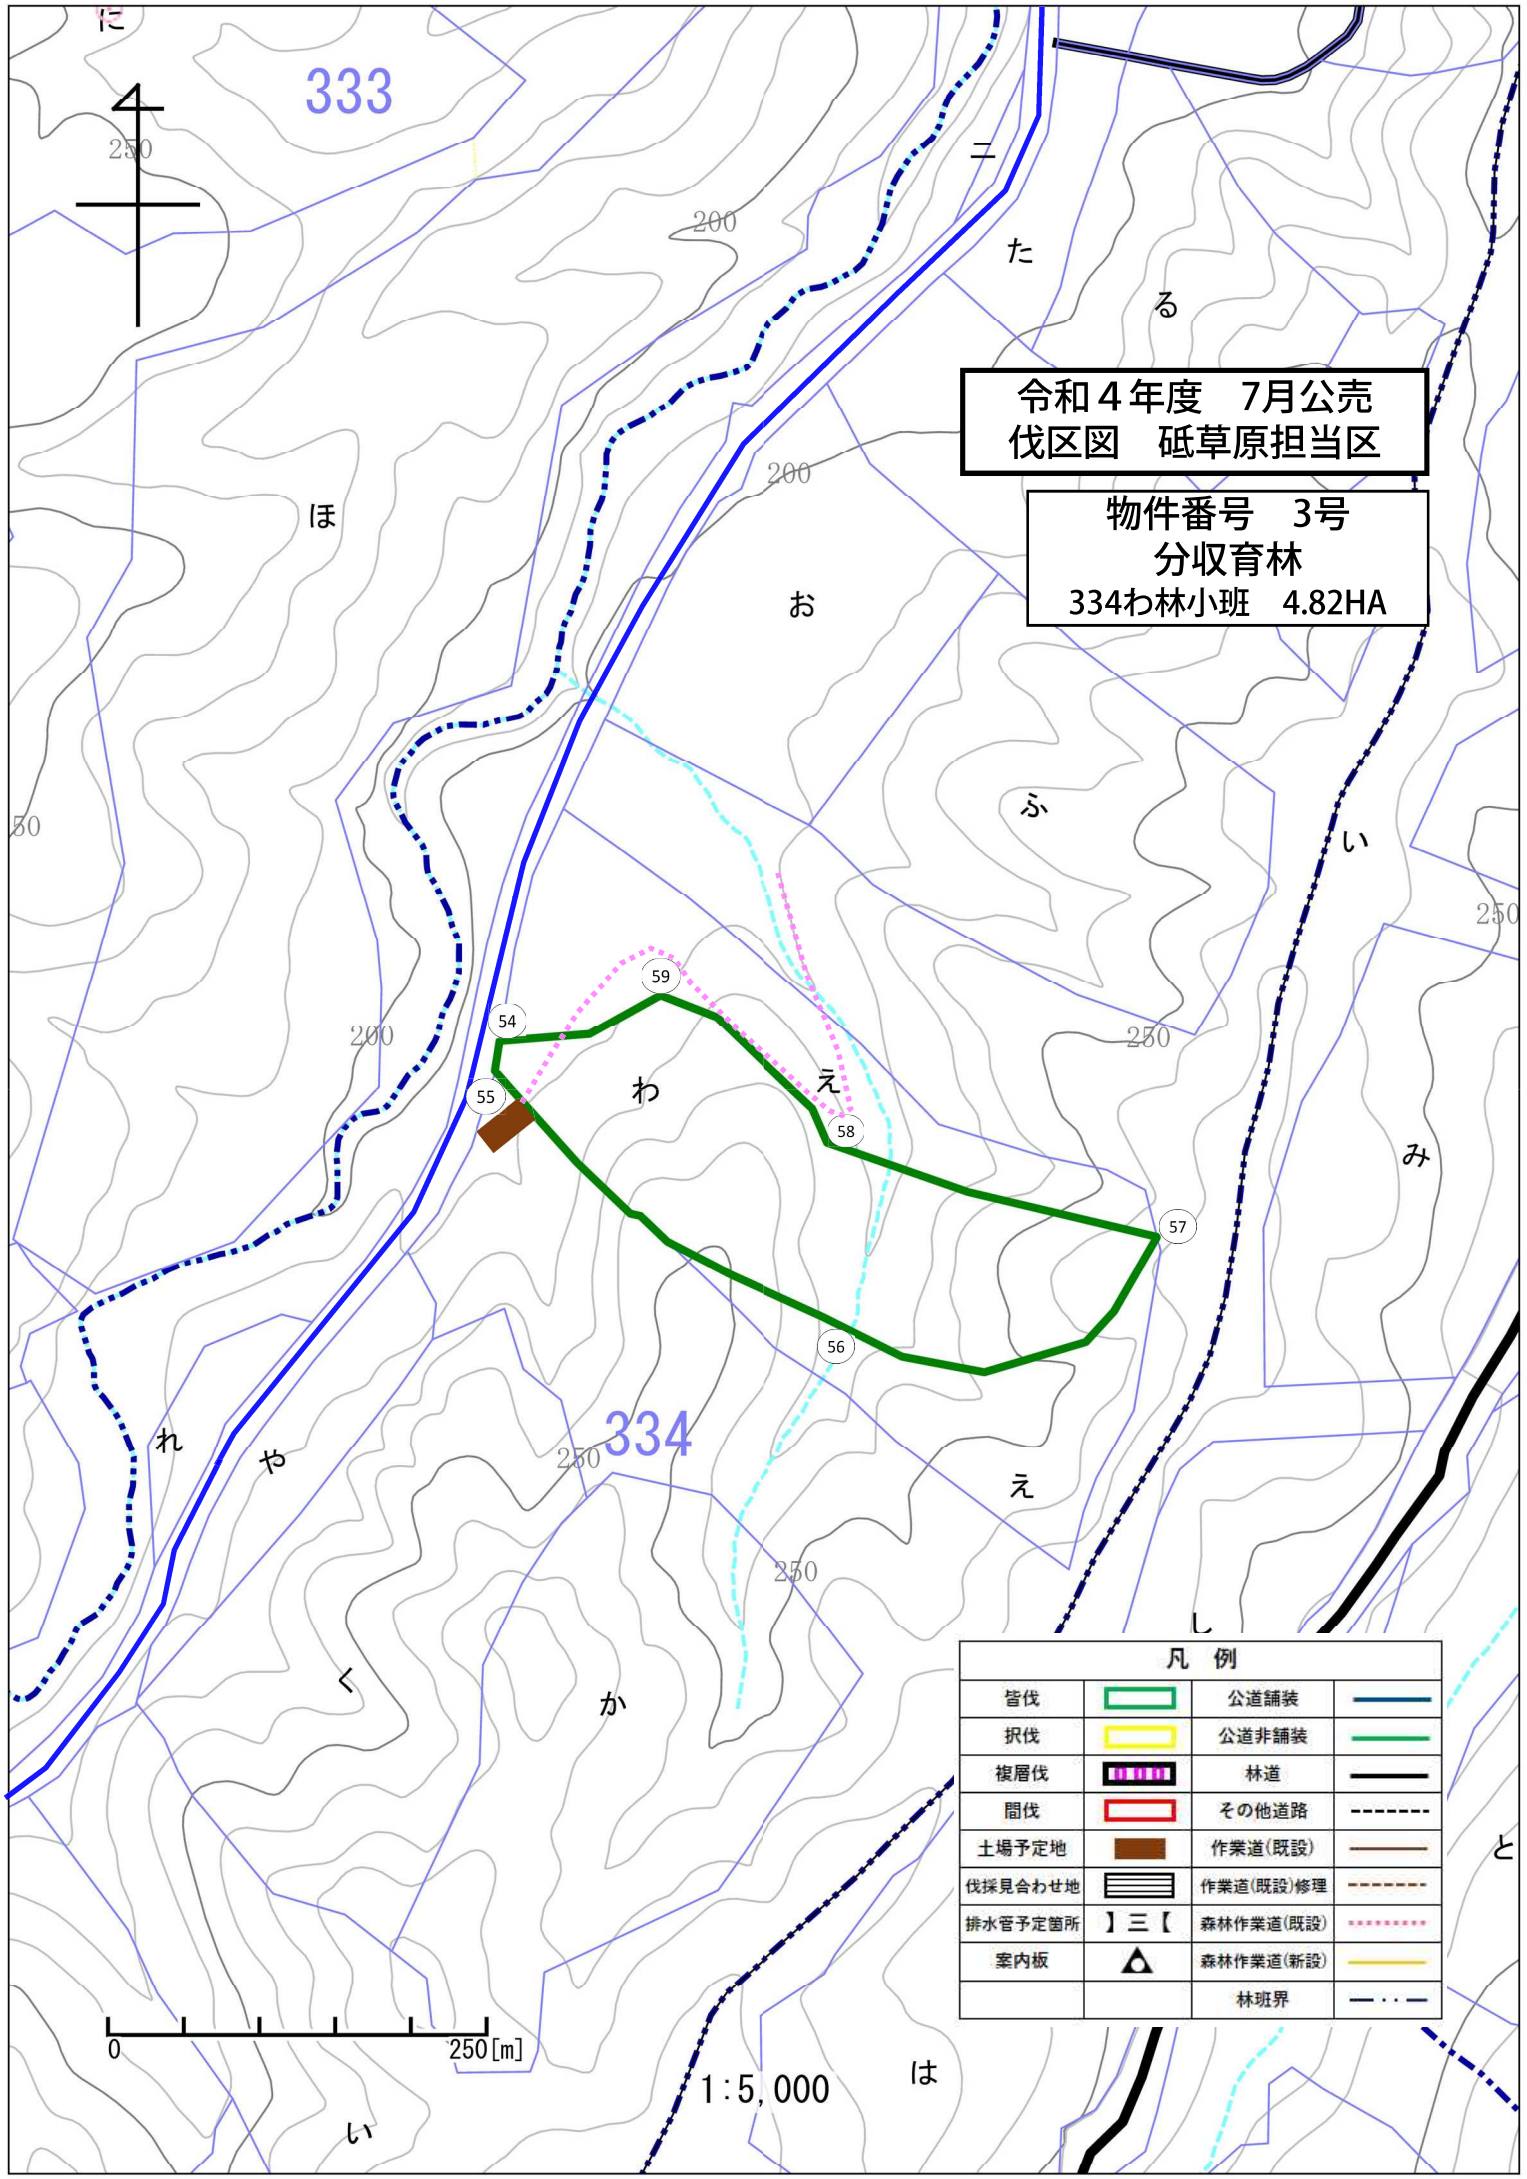 に
333
250
200
ニ
た
る
令和４年度　7月公売
伐区図　砥草原担当区
200
物件番号　3号
分収育林
334わ林小班　4.82HA
ほ
お
ふ
い
50
250
59
54
200
250
わ
え
55
58
み
57
56
334
れ
や
250
え
250
し
く
か
凡　例
皆伐　公道舗装
択伐　公道非舗装
複層伐　林道
間伐　その他道路
土場予定地　作業道(既設)
伐採見合わせ地　作業道(既設)修理
排水管予定箇所　】三【　森林作業道(既設)
案内板　森林作業道(新設)
林班界
と
0　250[m]
1:5,000
は
い